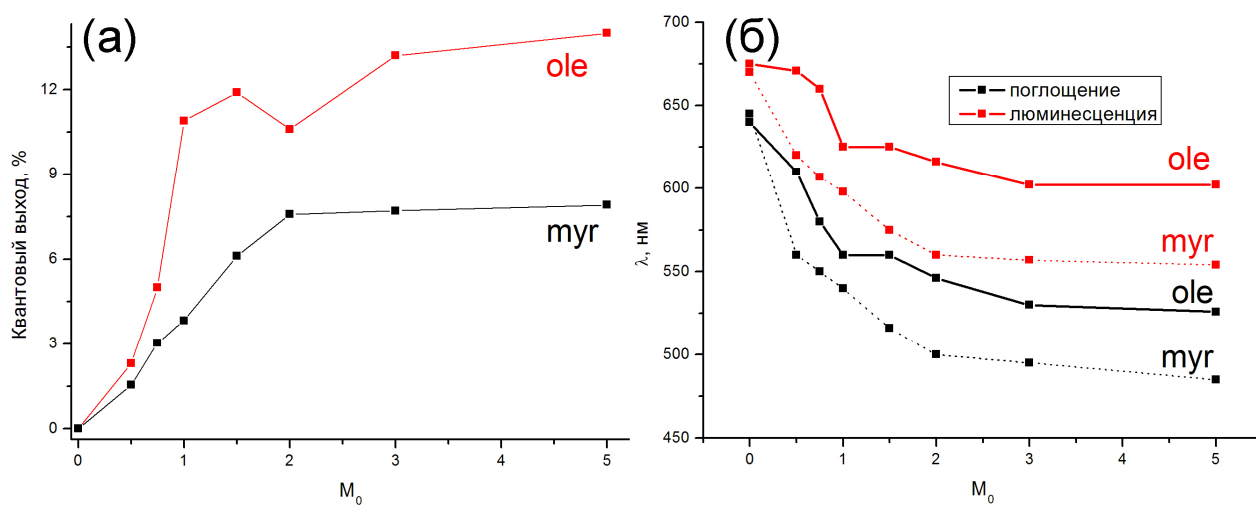 (а)
ole
myr
Квантовый выход, %
12
9
6
3
0
0 1 2 3 4 5
M0
(б)
поглощение
люминесценция
ole
myr
ole
myr
λ, нм
700
650
600
550
500
450
0 1 2 3 4 5
M0